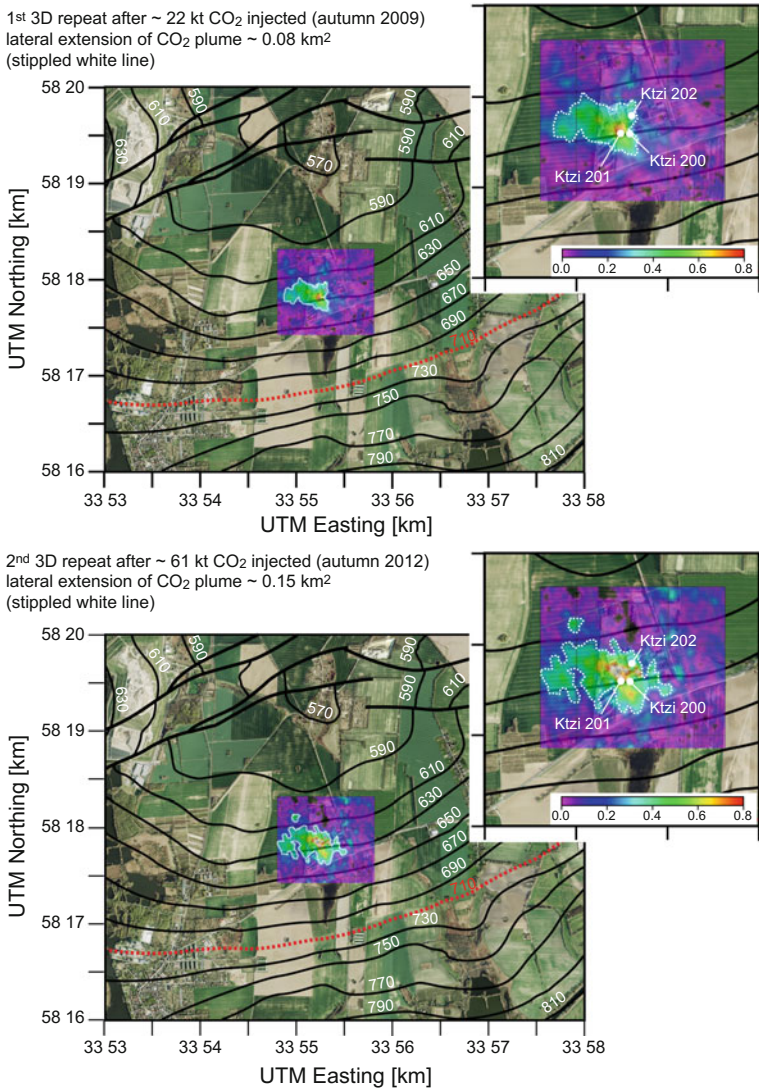 1st 3D repeat after ~ 22 kt CO2 injected (autumn 2009)
lateral extension of CO2 plume ~ 0.08 km2
(stippled white line)
Ktzi 202
Ktzi 201
Ktzi 200
0.0 0.2 0.4 0.6 0.8
58 20
58 19
58 18
58 17
58 16
UTM Northing [km]
630
610
590
570
590
610
590
610
630
650
670
690
710
730
750
770
790
810
33 53 33 54 33 55 33 56 33 57 33 58
UTM Easting [km]
2nd 3D repeat after ~ 61 kt CO2 injected (autumn 2012)
lateral extension of CO2 plume ~ 0.15 km2
(stippled white line)
Ktzi 202
Ktzi 201
Ktzi 200
0.0 0.2 0.4 0.6 0.8
58 20
58 19
58 18
58 17
58 16
UTM Northing [km]
630
610
590
570
590
610
590
610
630
650
670
690
710
730
750
770
790
810
33 53 33 54 33 55 33 56 33 57 33 58
UTM Easting [km]